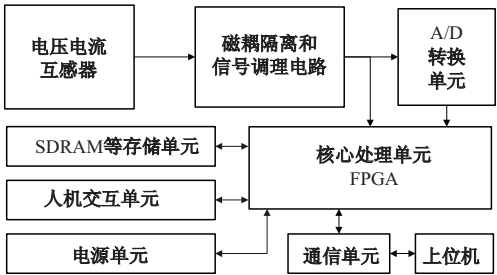 电压电流
互感器
磁耦隔离和
信号调理电路
A/D
转换
单元
SDRAM等存储单元
核心处理单元
FPGA
人机交互单元
电源单元
通信单元
上位机